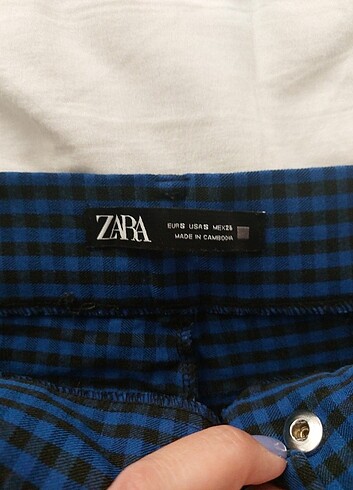 ZARA
EUR S USA S MEX 26
MADE IN CAMBODIA